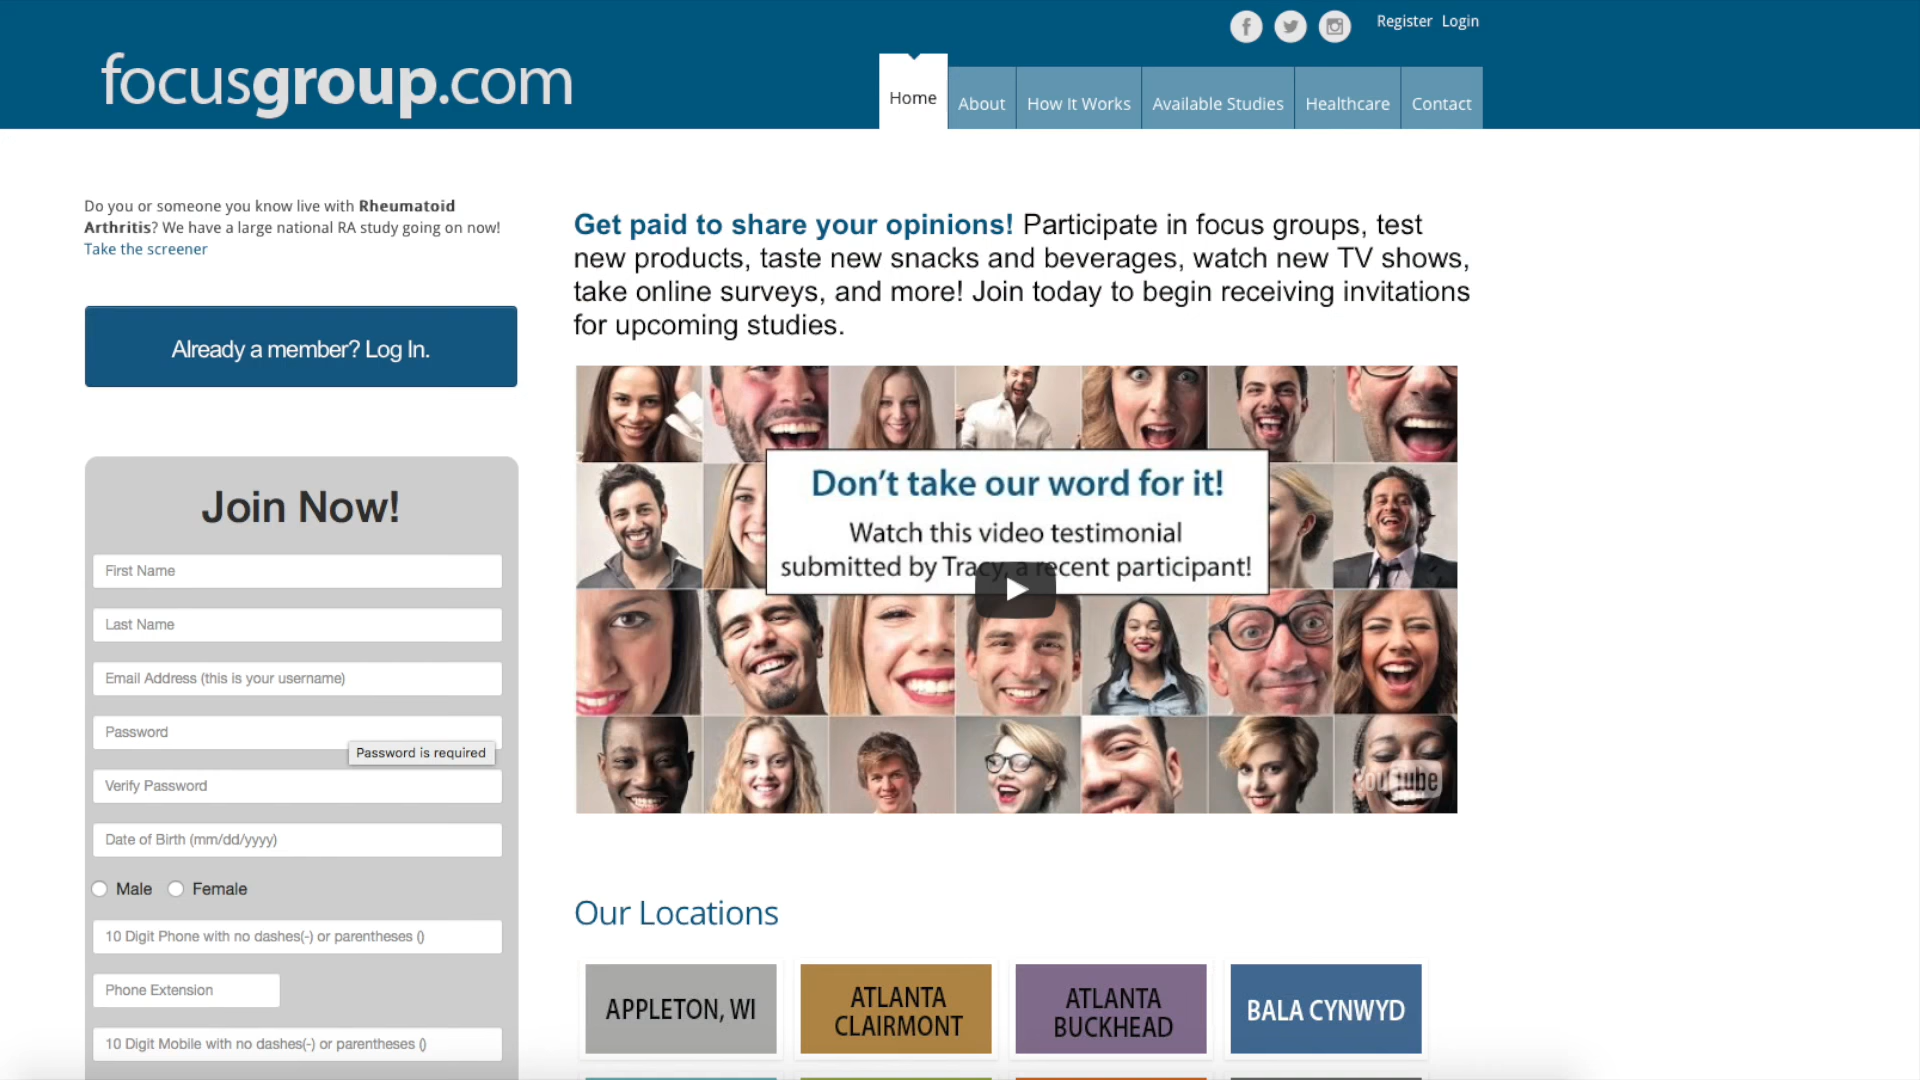 Register Login
focusgroup.com
Home
About
How It Works
Available Studies
Healthcare
Contact
Do you or someone you know live with Rheumatoid
Arthritis? We have a large national RA study going on now!
Take the screener
Already a member? Log In.
Join Now!
First Name
Last Name
Email Address (this is your username)
Password
Password is required
Verify Password
Date of Birth (mm/dd/yyyy)
Male Female
10 Digit Phone with no dashes(-) or parentheses ()
Phone Extension
10 Digit Mobile with no dashes(-) or parentheses ()
Get paid to share your opinions! Participate in focus groups, test
new products, taste new snacks and beverages, watch new TV shows,
take online surveys, and more! Join today to begin receiving invitations
for upcoming studies.
Don't take our word for it!
Watch this video testimonial
submitted by Tracy, a recent participant!
YouTube
Our Locations
APPLETON, WI
ATLANTA
CLAIRMONT
ATLANTA
BUCKHEAD
BALA CYNWYD